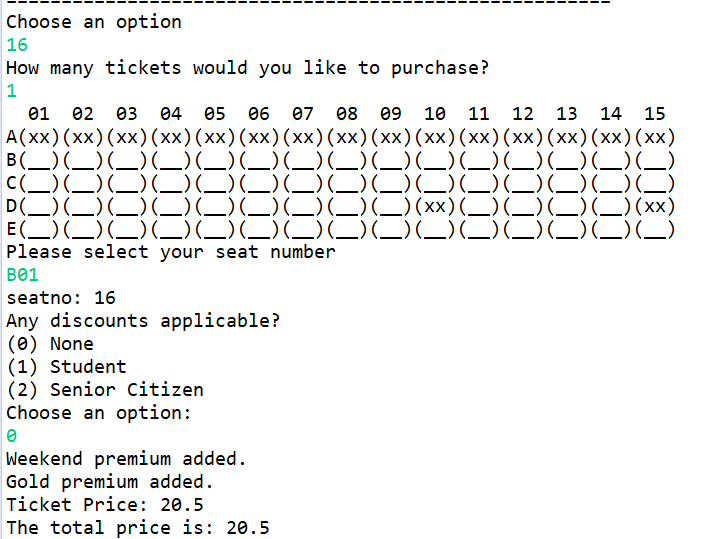 --------------------------------------------------------
Choose an option
16
How many tickets would you like to purchase?
1
  01  02  03  04  05  06  07  08  09  10  11  12  13  14  15
A(xx)(xx)(xx)(xx)(xx)(xx)(xx)(xx)(xx)(xx)(xx)(xx)(xx)(xx)(xx)
B(__)(__)(__)(__)(__)(__)(__)(__)(__)(__)(__)(__)(__)(__)(__)
C(__)(__)(__)(__)(__)(__)(__)(__)(__)(__)(__)(__)(__)(__)(__)
D(__)(__)(__)(__)(__)(__)(__)(__)(__)(xx)(__)(__)(__)(__)(xx)
E(__)(__)(__)(__)(__)(__)(__)(__)(__)(__)(__)(__)(__)(__)(__)
Please select your seat number
B01
seatno: 16
Any discounts applicable?
(0) None
(1) Student
(2) Senior Citizen
Choose an option:
0
Weekend premium added.
Gold premium added.
Ticket Price: 20.5
The total price is: 20.5